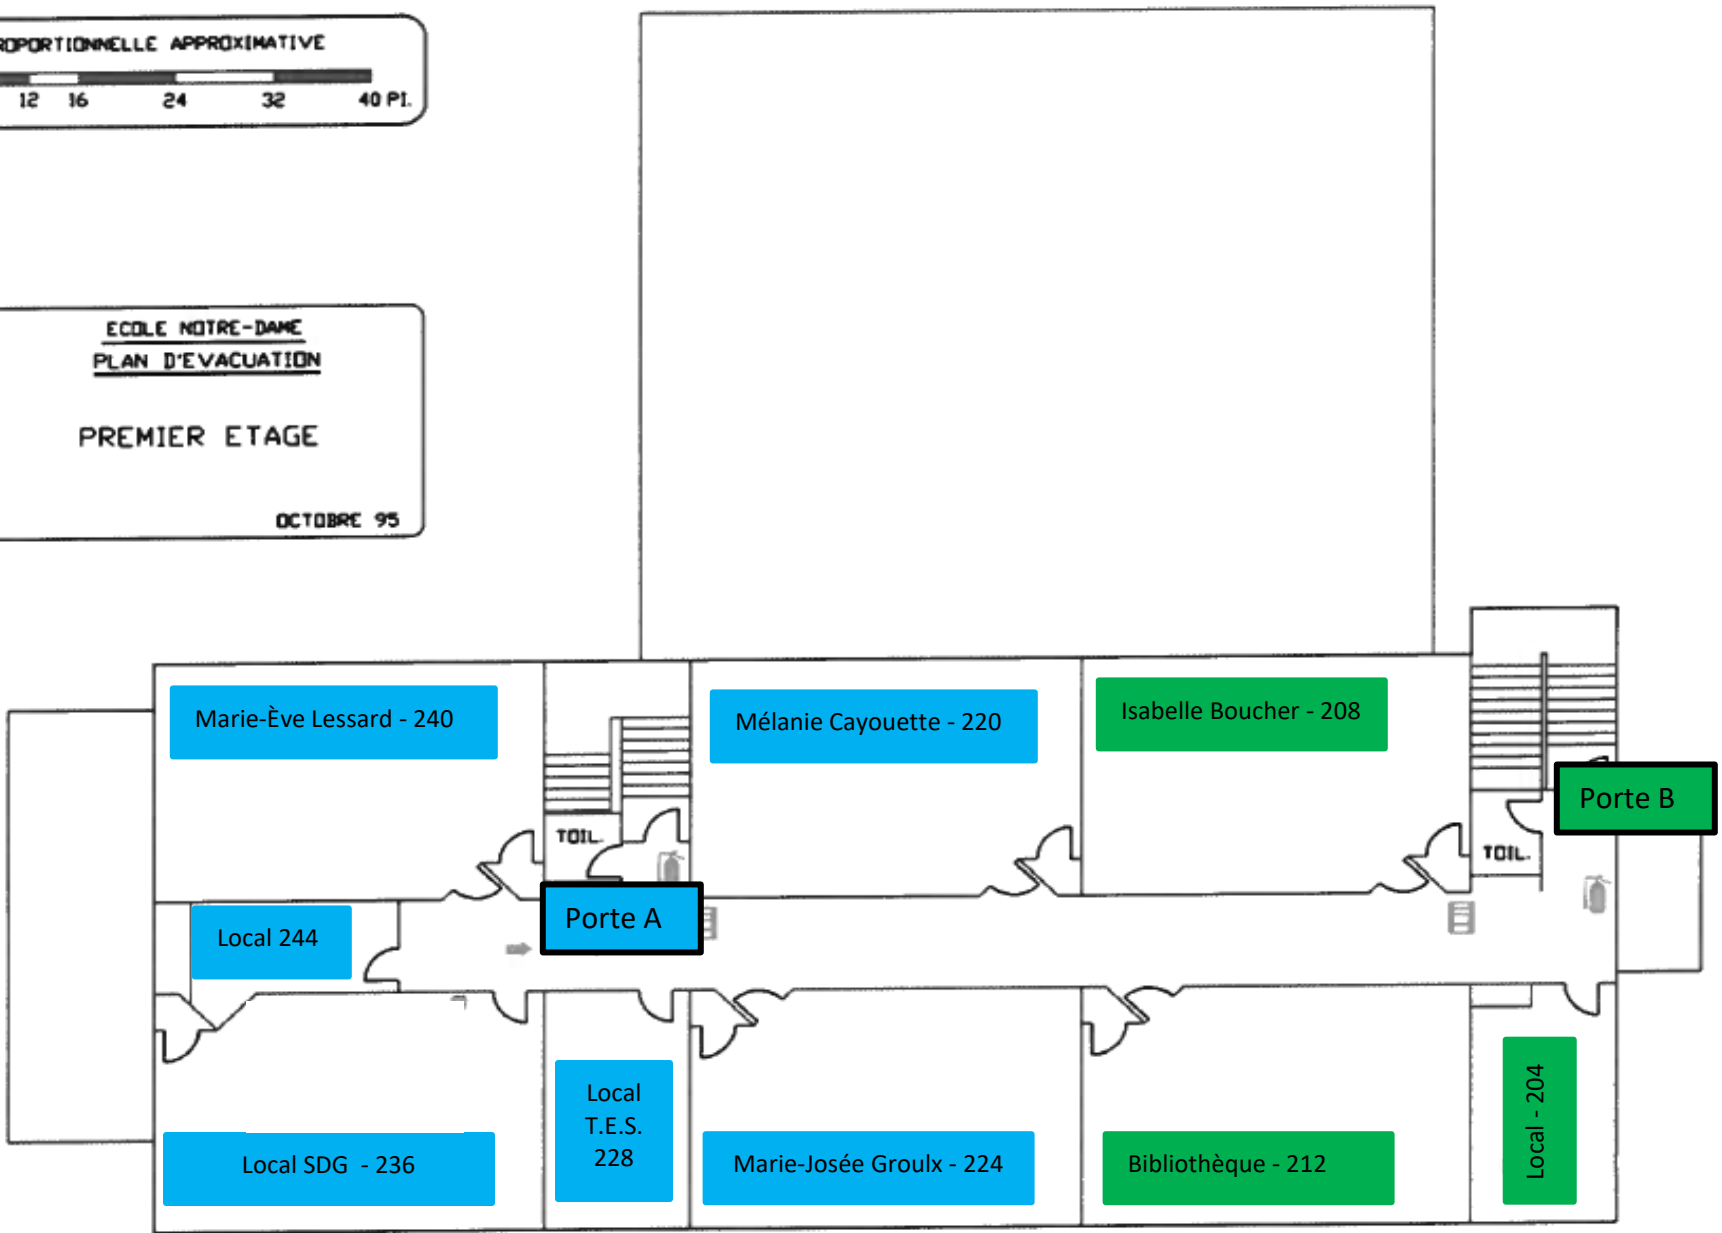 ROPORTIONNELLE APPROXIMATIVE
12 16 24 32 40 PI.
ECOLE NOTRE-DAME
PLAN D'EVACUATION
PREMIER ETAGE
OCTOBRE 95
Marie-Ève Lessard - 240
Mélanie Cayouette - 220
Isabelle Boucher - 208
Porte B
TOIL.
TOIL.
Porte A
Local 244
Local
T.E.S.
228
Local SDG - 236
Marie-Josée Groulx - 224
Bibliothèque - 212
Local - 204